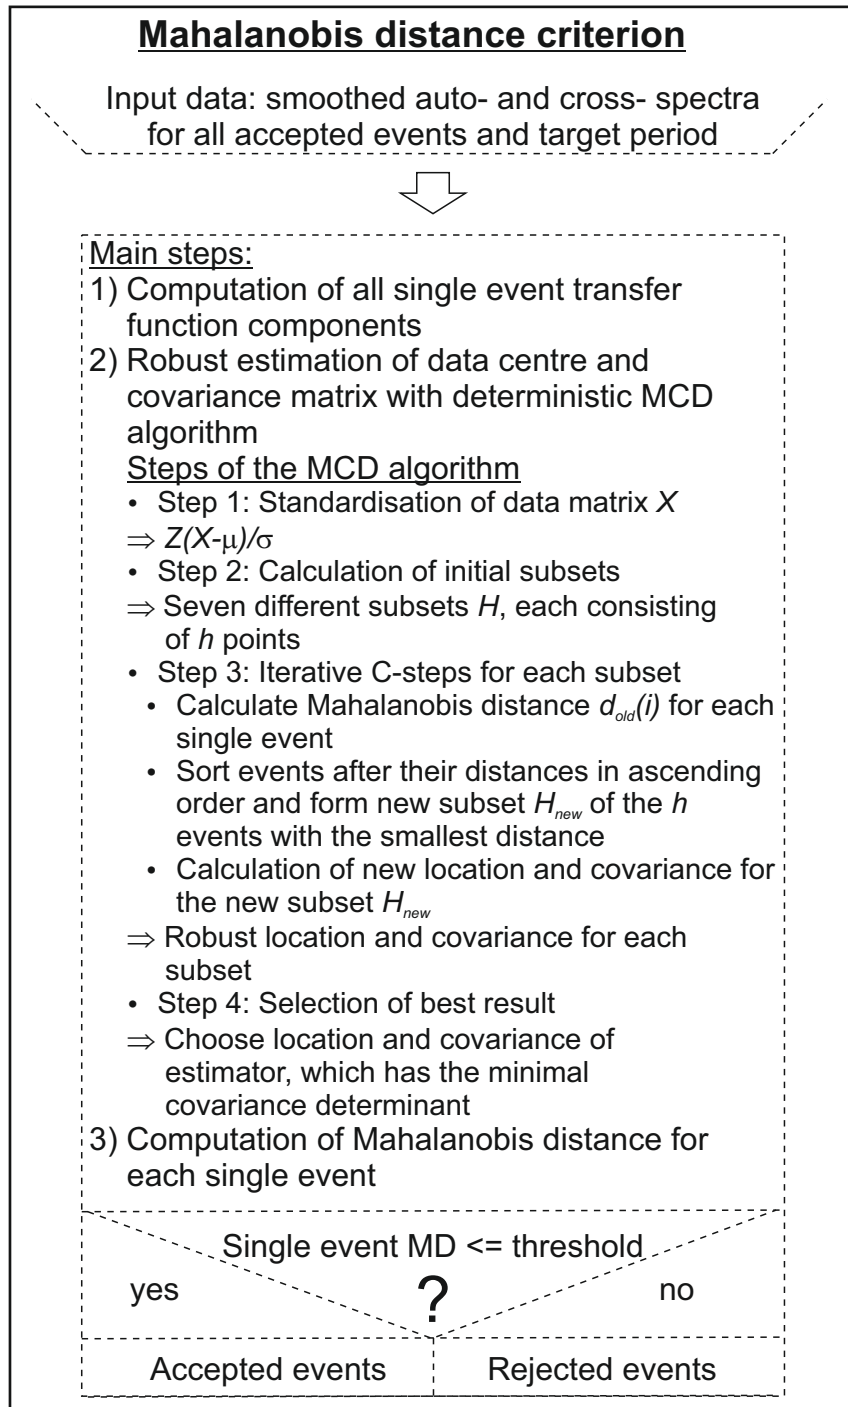 Mahalanobis distance criterion
Input data: smoothed auto- and cross- spectra
for all accepted events and target period
Main steps:
1) Computation of all single event transfer
function components
2) Robust estimation of data centre and
covariance matrix with deterministic MCD
algorithm
Steps of the MCD algorithm
• Step 1: Standardisation of data matrix X
⇒ Z(X-μ)/σ
• Step 2: Calculation of initial subsets
⇒ Seven different subsets H, each consisting
of h points
• Step 3: Iterative C-steps for each subset
• Calculate Mahalanobis distance d_old(i) for each
single event
• Sort events after their distances in ascending
order and form new subset H_new of the h
events with the smallest distance
• Calculation of new location and covariance for
the new subset H_new
⇒ Robust location and covariance for each
subset
• Step 4: Selection of best result
⇒ Choose location and covariance of
estimator, which has the minimal
covariance determinant
3) Computation of Mahalanobis distance for
each single event
Single event MD <= threshold
yes ? no
Accepted events Rejected events